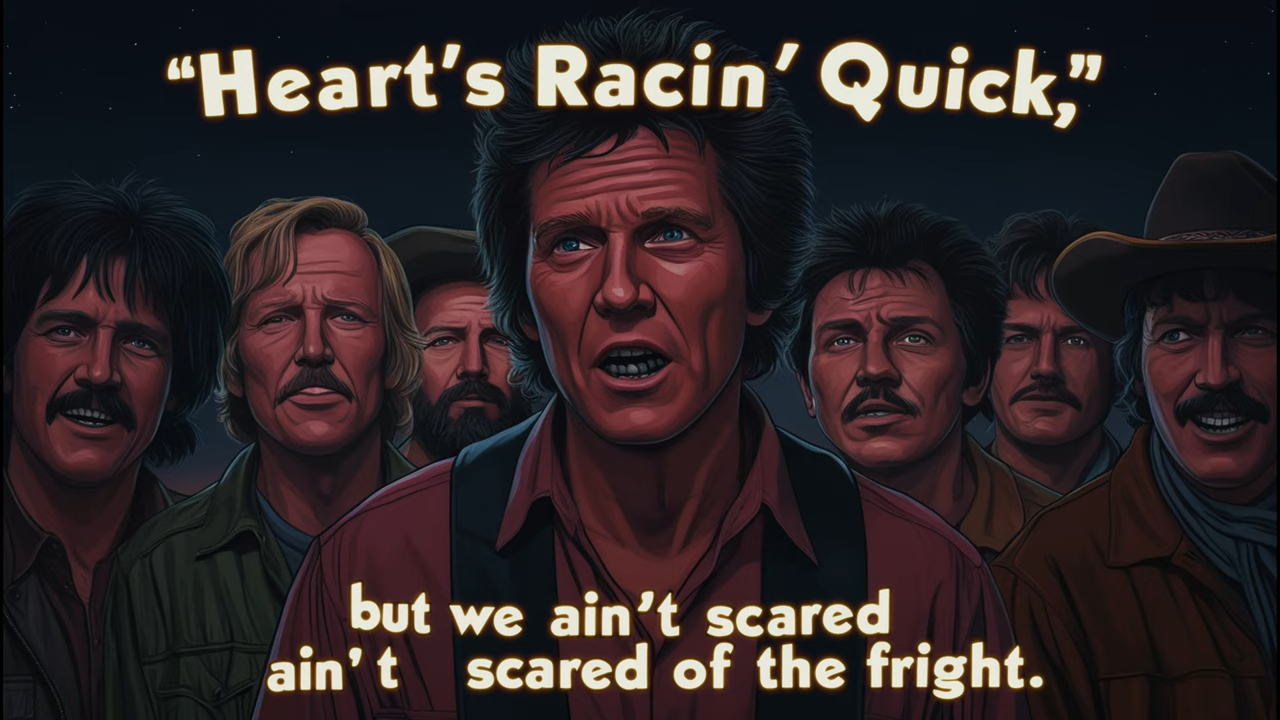 “Heart’s Racin’ Quick,”
but we ain’t scared
ain’t scared of the fright.